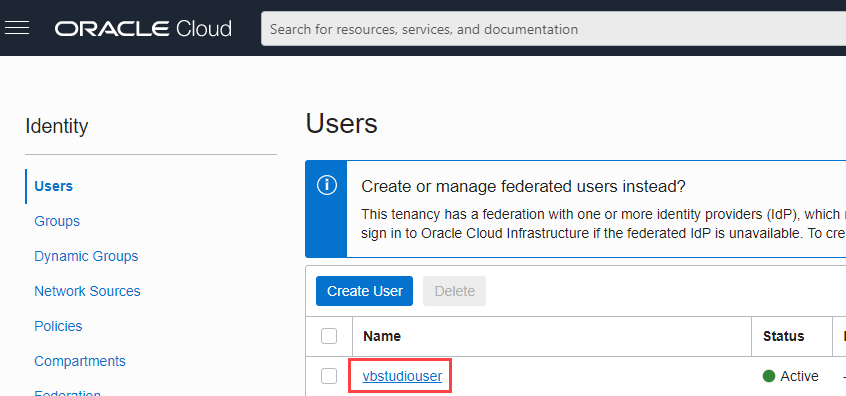 ORACLE Cloud
Search for resources, services, and documentation
Identity
Users
Groups
Dynamic Groups
Network Sources
Policies
Compartments
Federation
Users
Create or manage federated users instead?
This tenancy has a federation with one or more identity providers (IdP), which
sign in to Oracle Cloud Infrastructure if the federated IdP is unavailable. To
Create User
Delete
Name
Status
vbstudiouser
Active